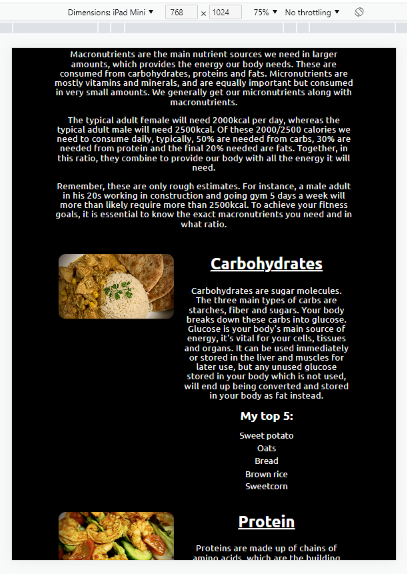 Dimensions: iPad Mini ▼ 768 × 1024 75% ▼ No throttling ▼
Macronutrients are the main nutrient sources we need in larger
amounts, which provides the energy our body needs. These are
consumed from carbohydrates, proteins and fats. Micronutrients are
mostly vitamins and minerals, and are equally important but consumed
in very small amounts. We generally get our micronutrients along with
macronutrients.
The typical adult female will need 2000kcal per day, whereas the
typical adult male will need 2500kcal. Of these 2000/2500 calories we
need to consume daily, typically, 50% are needed from carbs, 30% are
needed from protein and the final 20% needed are fats. Together, in
this ratio, they combine to provide our body with all the energy it will
need.
Remember, these are only rough estimates. For instance, a male adult
in his 20s working in construction and going gym 5 days a week will
more than likely require more than 2500kcal. To achieve your fitness
goals, it is essential to know the exact macronutrients you need and in
what ratio.
Carbohydrates
Carbohydrates are sugar molecules.
The three main types of carbs are
starches, fiber and sugars. Your body
breaks down these carbs into glucose.
Glucose is your body's main source of
energy, it's vital for your cells, tissues
and organs. It can be used immediately
or stored in the liver and muscles for
later use, but any unused glucose
stored in your body which is not used,
will end up being converted and stored
in your body as fat instead.
My top 5:
Sweet potato
Oats
Bread
Brown rice
Sweetcorn
Protein
Proteins are made up of chains of
amino acids, which are the building